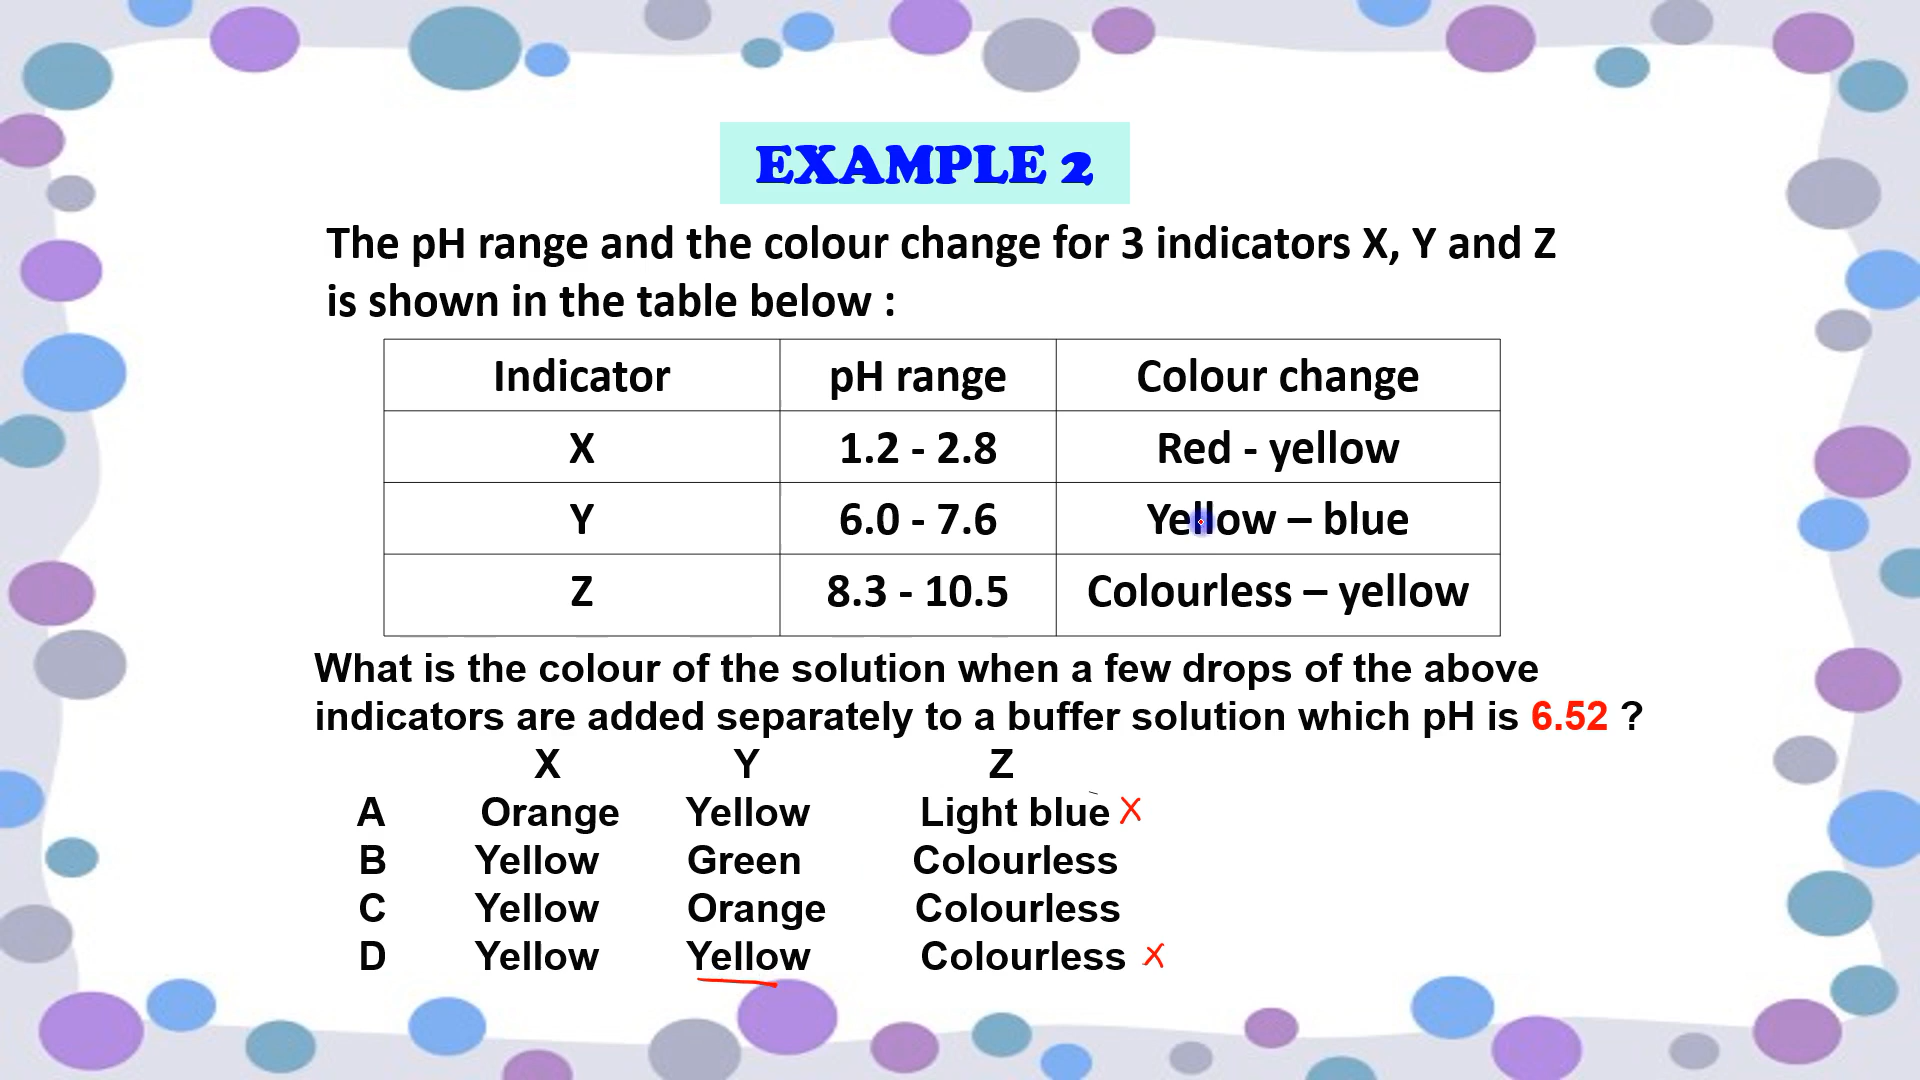 EXAMPLE 2
The pH range and the colour change for 3 indicators X, Y and Z
is shown in the table below :
Indicator pH range Colour change
X 1.2 - 2.8 Red - yellow
Y 6.0 - 7.6 Yellow – blue
Z 8.3 - 10.5 Colourless – yellow
What is the colour of the solution when a few drops of the above
indicators are added separately to a buffer solution which pH is 6.52 ?
X Y Z
A Orange Yellow Light blue X
B Yellow Green Colourless
C Yellow Orange Colourless
D Yellow Yellow Colourless X